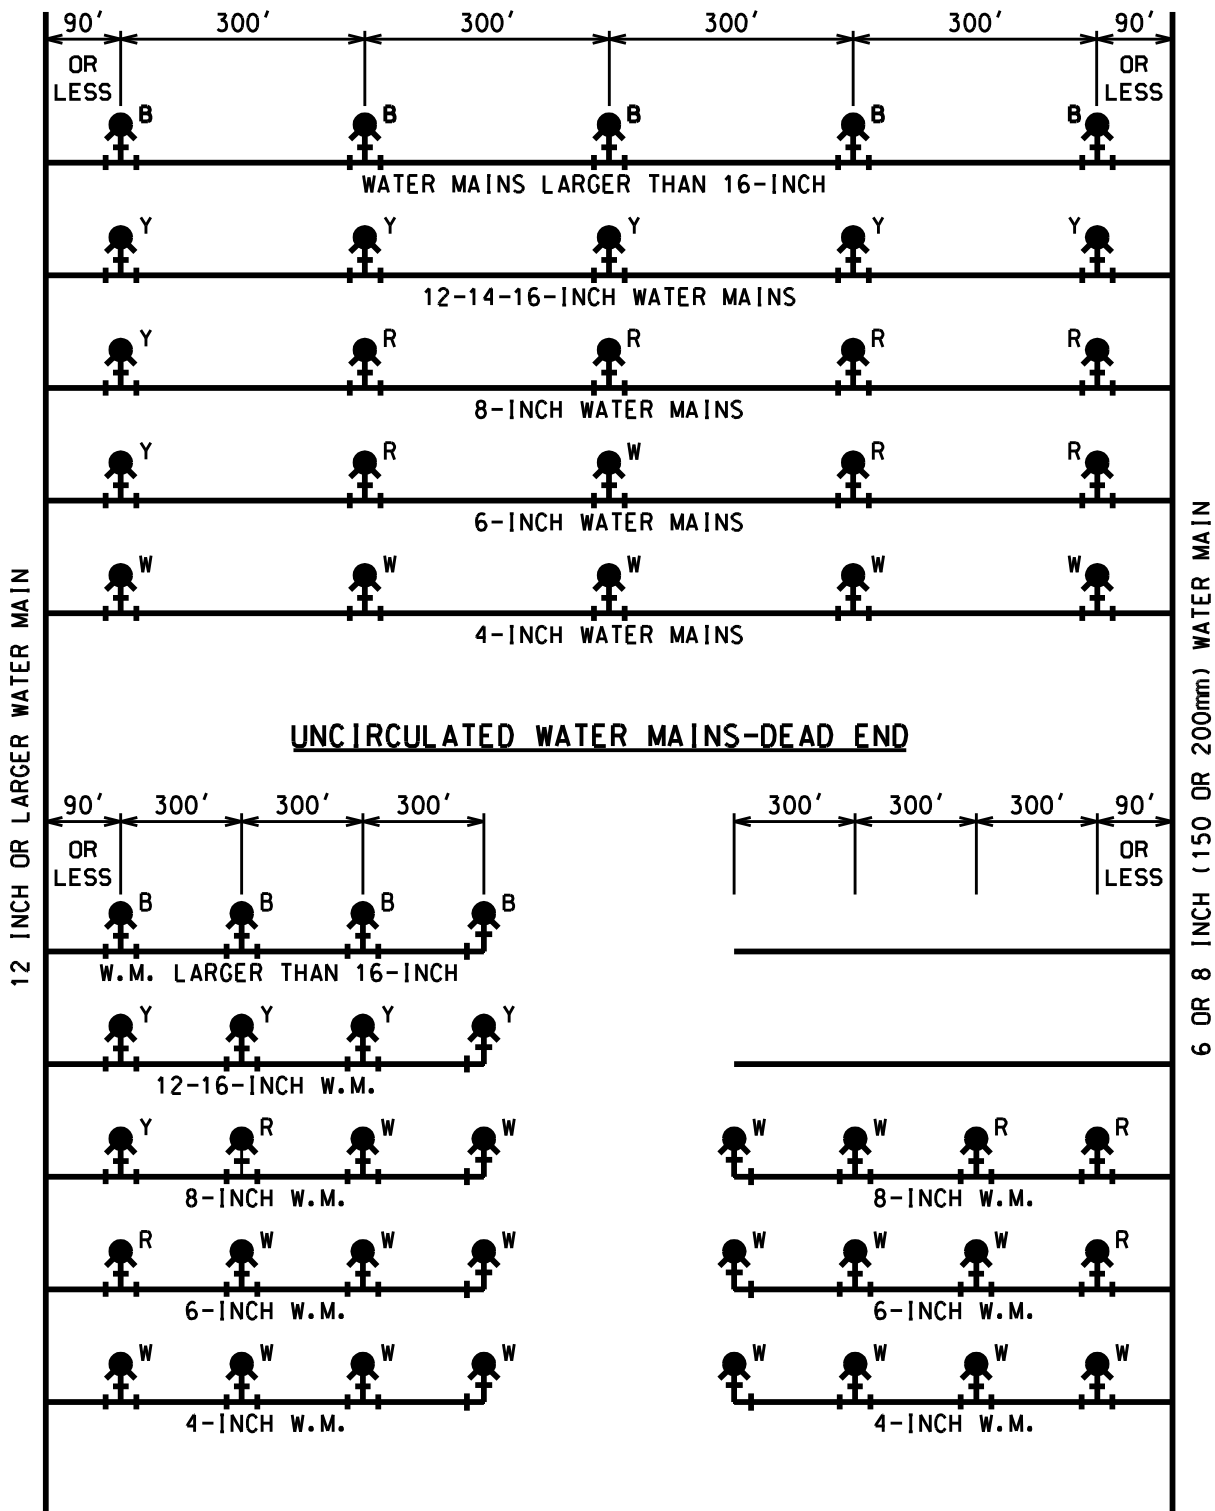 90' 300' 300' 300' 300' 90'
OR OR
LESS LESS
B B B B B
WATER MAINS LARGER THAN 16-INCH
Y Y Y Y Y
12-14-16-INCH WATER MAINS
Y R R R R
8-INCH WATER MAINS
Y R W R R
6-INCH WATER MAINS
W W W W W
4-INCH WATER MAINS
12 INCH OR LARGER WATER MAIN
6 OR 8 INCH (150 OR 200mm) WATER MAIN
UNCIRCULATED WATER MAINS-DEAD END
90' 300' 300' 300' 300' 300' 300' 90'
OR OR
LESS LESS
B B B B
W.M. LARGER THAN 16-INCH
Y Y Y Y
12-16-INCH W.M.
Y R W W W W R R
8-INCH W.M. 8-INCH W.M.
R W W W W W W R
6-INCH W.M. 6-INCH W.M.
W W W W W W W W
4-INCH W.M. 4-INCH W.M.